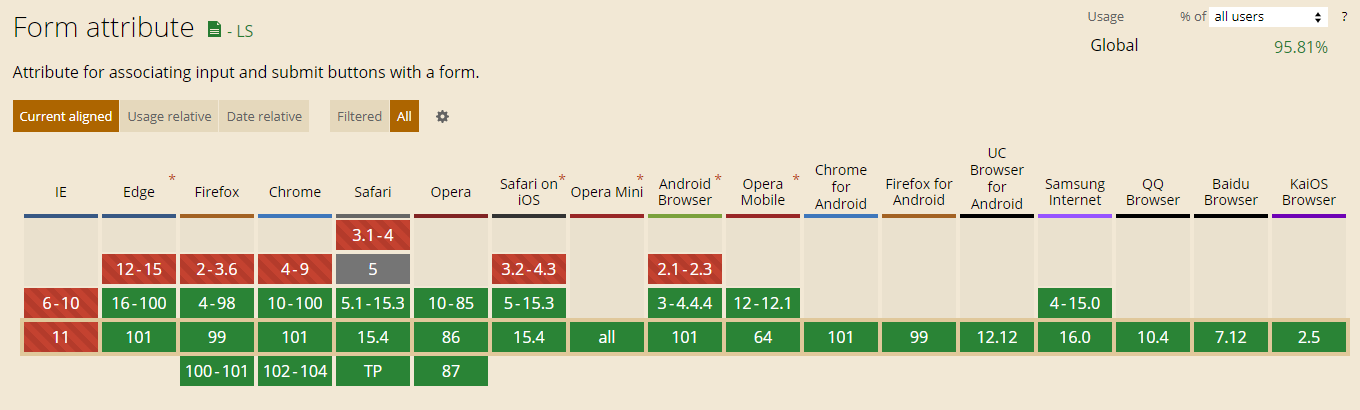 Form attribute - LS
Usage % of all users ?
Global 95.81%
Attribute for associating input and submit buttons with a form.
Current aligned Usage relative Date relative Filtered All
IE Edge * Firefox Chrome Safari Opera Safari on iOS * Opera Mini Android Browser * Opera Mobile * Chrome for Android Firefox for Android UC Browser for Android Samsung Internet QQ Browser Baidu Browser KaiOS Browser
3.1-4
12-15 2-3.6 4-9 5 3.2-4.3 2.1-2.3
6-10 16-100 4-98 10-100 5.1-15.3 10-85 5-15.3 3-4.4.4 12-12.1 4-15.0
11 101 99 101 15.4 86 15.4 all 101 64 101 99 12.12 16.0 10.4 7.12 2.5
100-101 102-104 TP 87